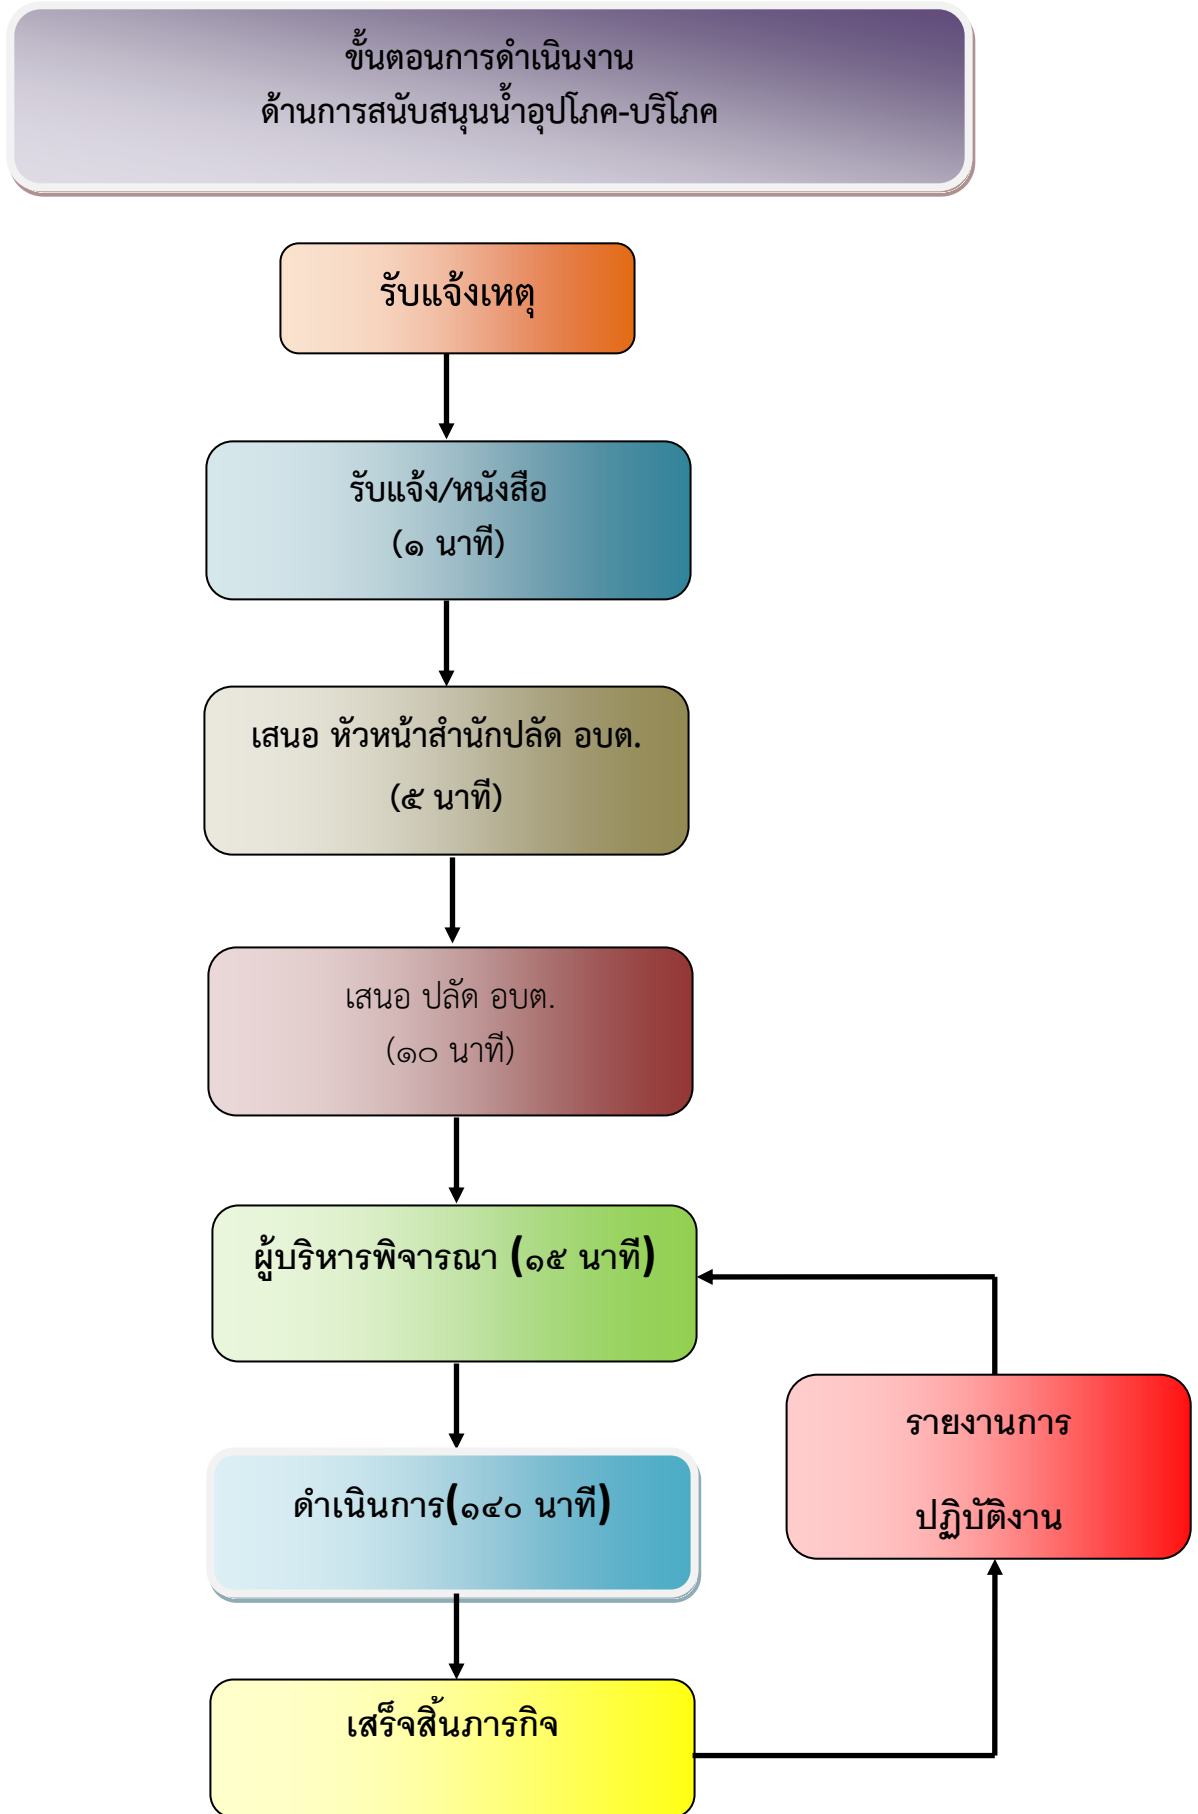 ขั้นตอนการดำเนินงาน
ด้านการสนับสนุนน้ำอุปโภค-บริโภค
รับแจ้งเหตุ
รับแจ้ง/หนังสือ
(๑ นาที)
เสนอ หัวหน้าสำนักปลัด อบต.
(๕ นาที)
เสนอ ปลัด อบต.
(๑๐ นาที)
ผู้บริหารพิจารณา (๑๕ นาที)
ดำเนินการ(๑๔๐ นาที)
เสร็จสิ้นภารกิจ
รายงานการ
ปฏิบัติงาน